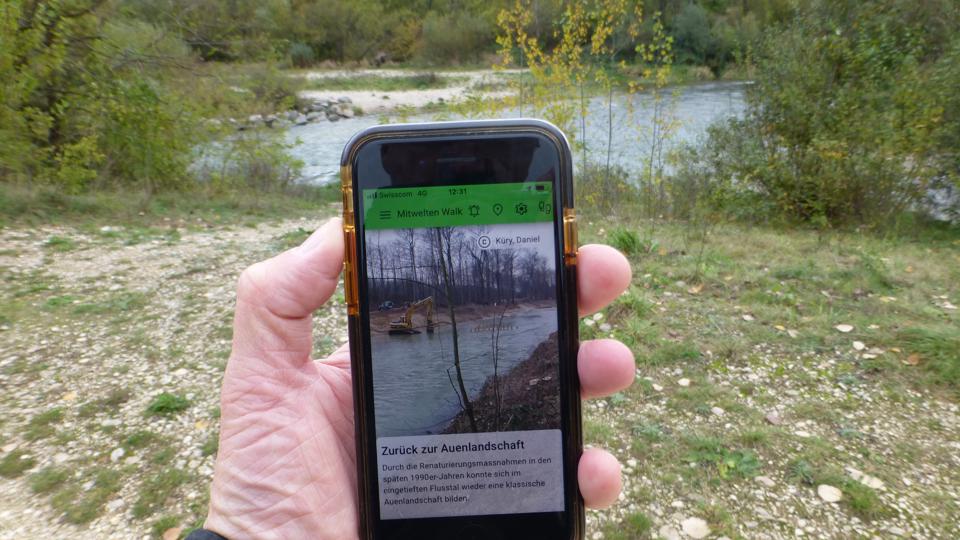 Swisscom 4G 12:31
Mitwelten Walk
© Küry, Daniel
Zurück zur Auenlandschaft
Durch die Renaturierungsmassnahmen in den
späten 1990er-Jahren konnte sich im
eingetieften Flusstal wieder eine klassische
Auenlandschaft bilden.